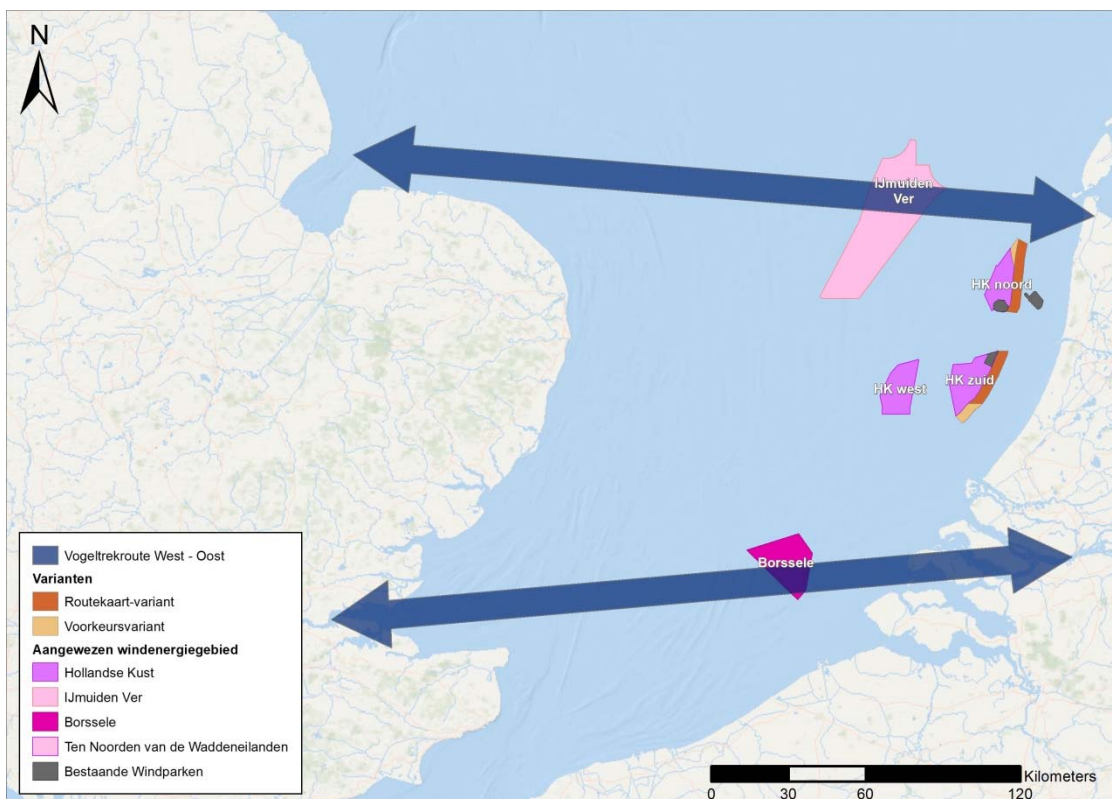 N
IJmuiden
Ver
HK noord
HK west
HK zuid
Borssele
Vogeltrekroute West - Oost
Varianten
Routekaart-variant
Voorkeursvariant
Aangewezen windenergiegebied
Hollandse Kust
IJmuiden Ver
Borssele
Ten Noorden van de Waddeneilanden
Bestaande Windparken
Kilometers
0 30 60 120